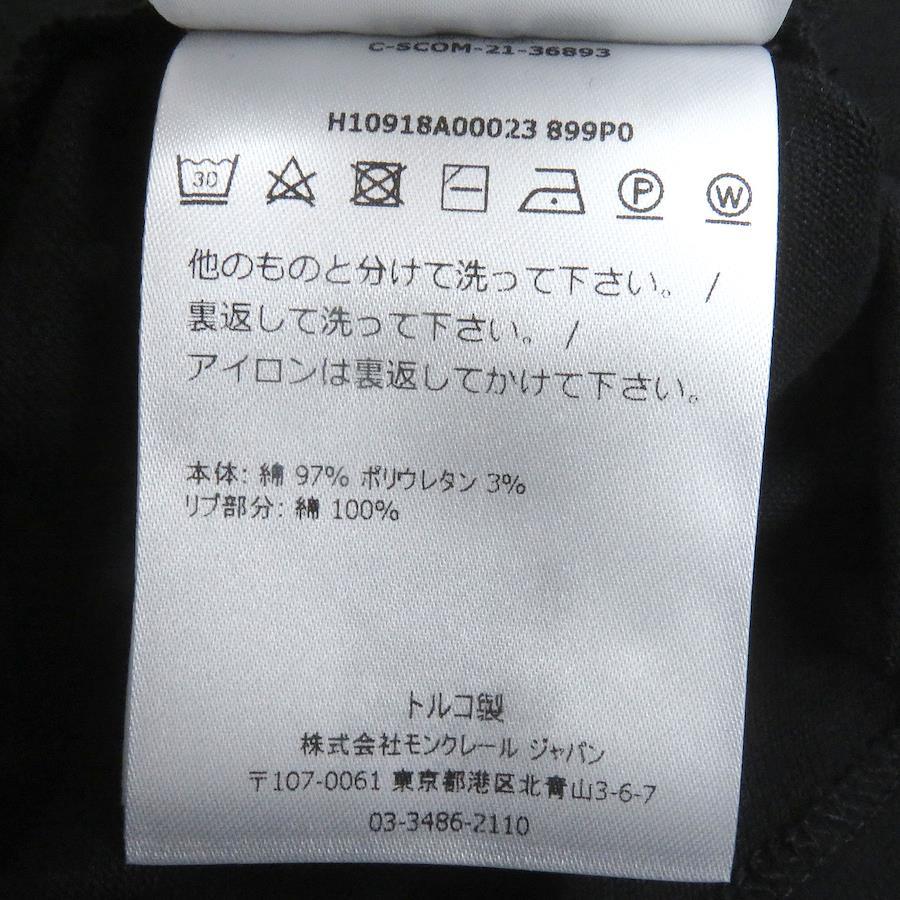 C-SCOM-21-36893
H10918A00023 899P0
30 P W
他のものと分けて洗って下さい。 /
裏返して洗って下さい。 /
アイロンは裏返してかけて下さい。
本体: 綿 97% ポリウレタン 3%
リブ部分: 綿 100%
トルコ製
株式会社モンクレール ジャパン
〒107-0061 東京都港区北青山3-6-7
03-3486-2110